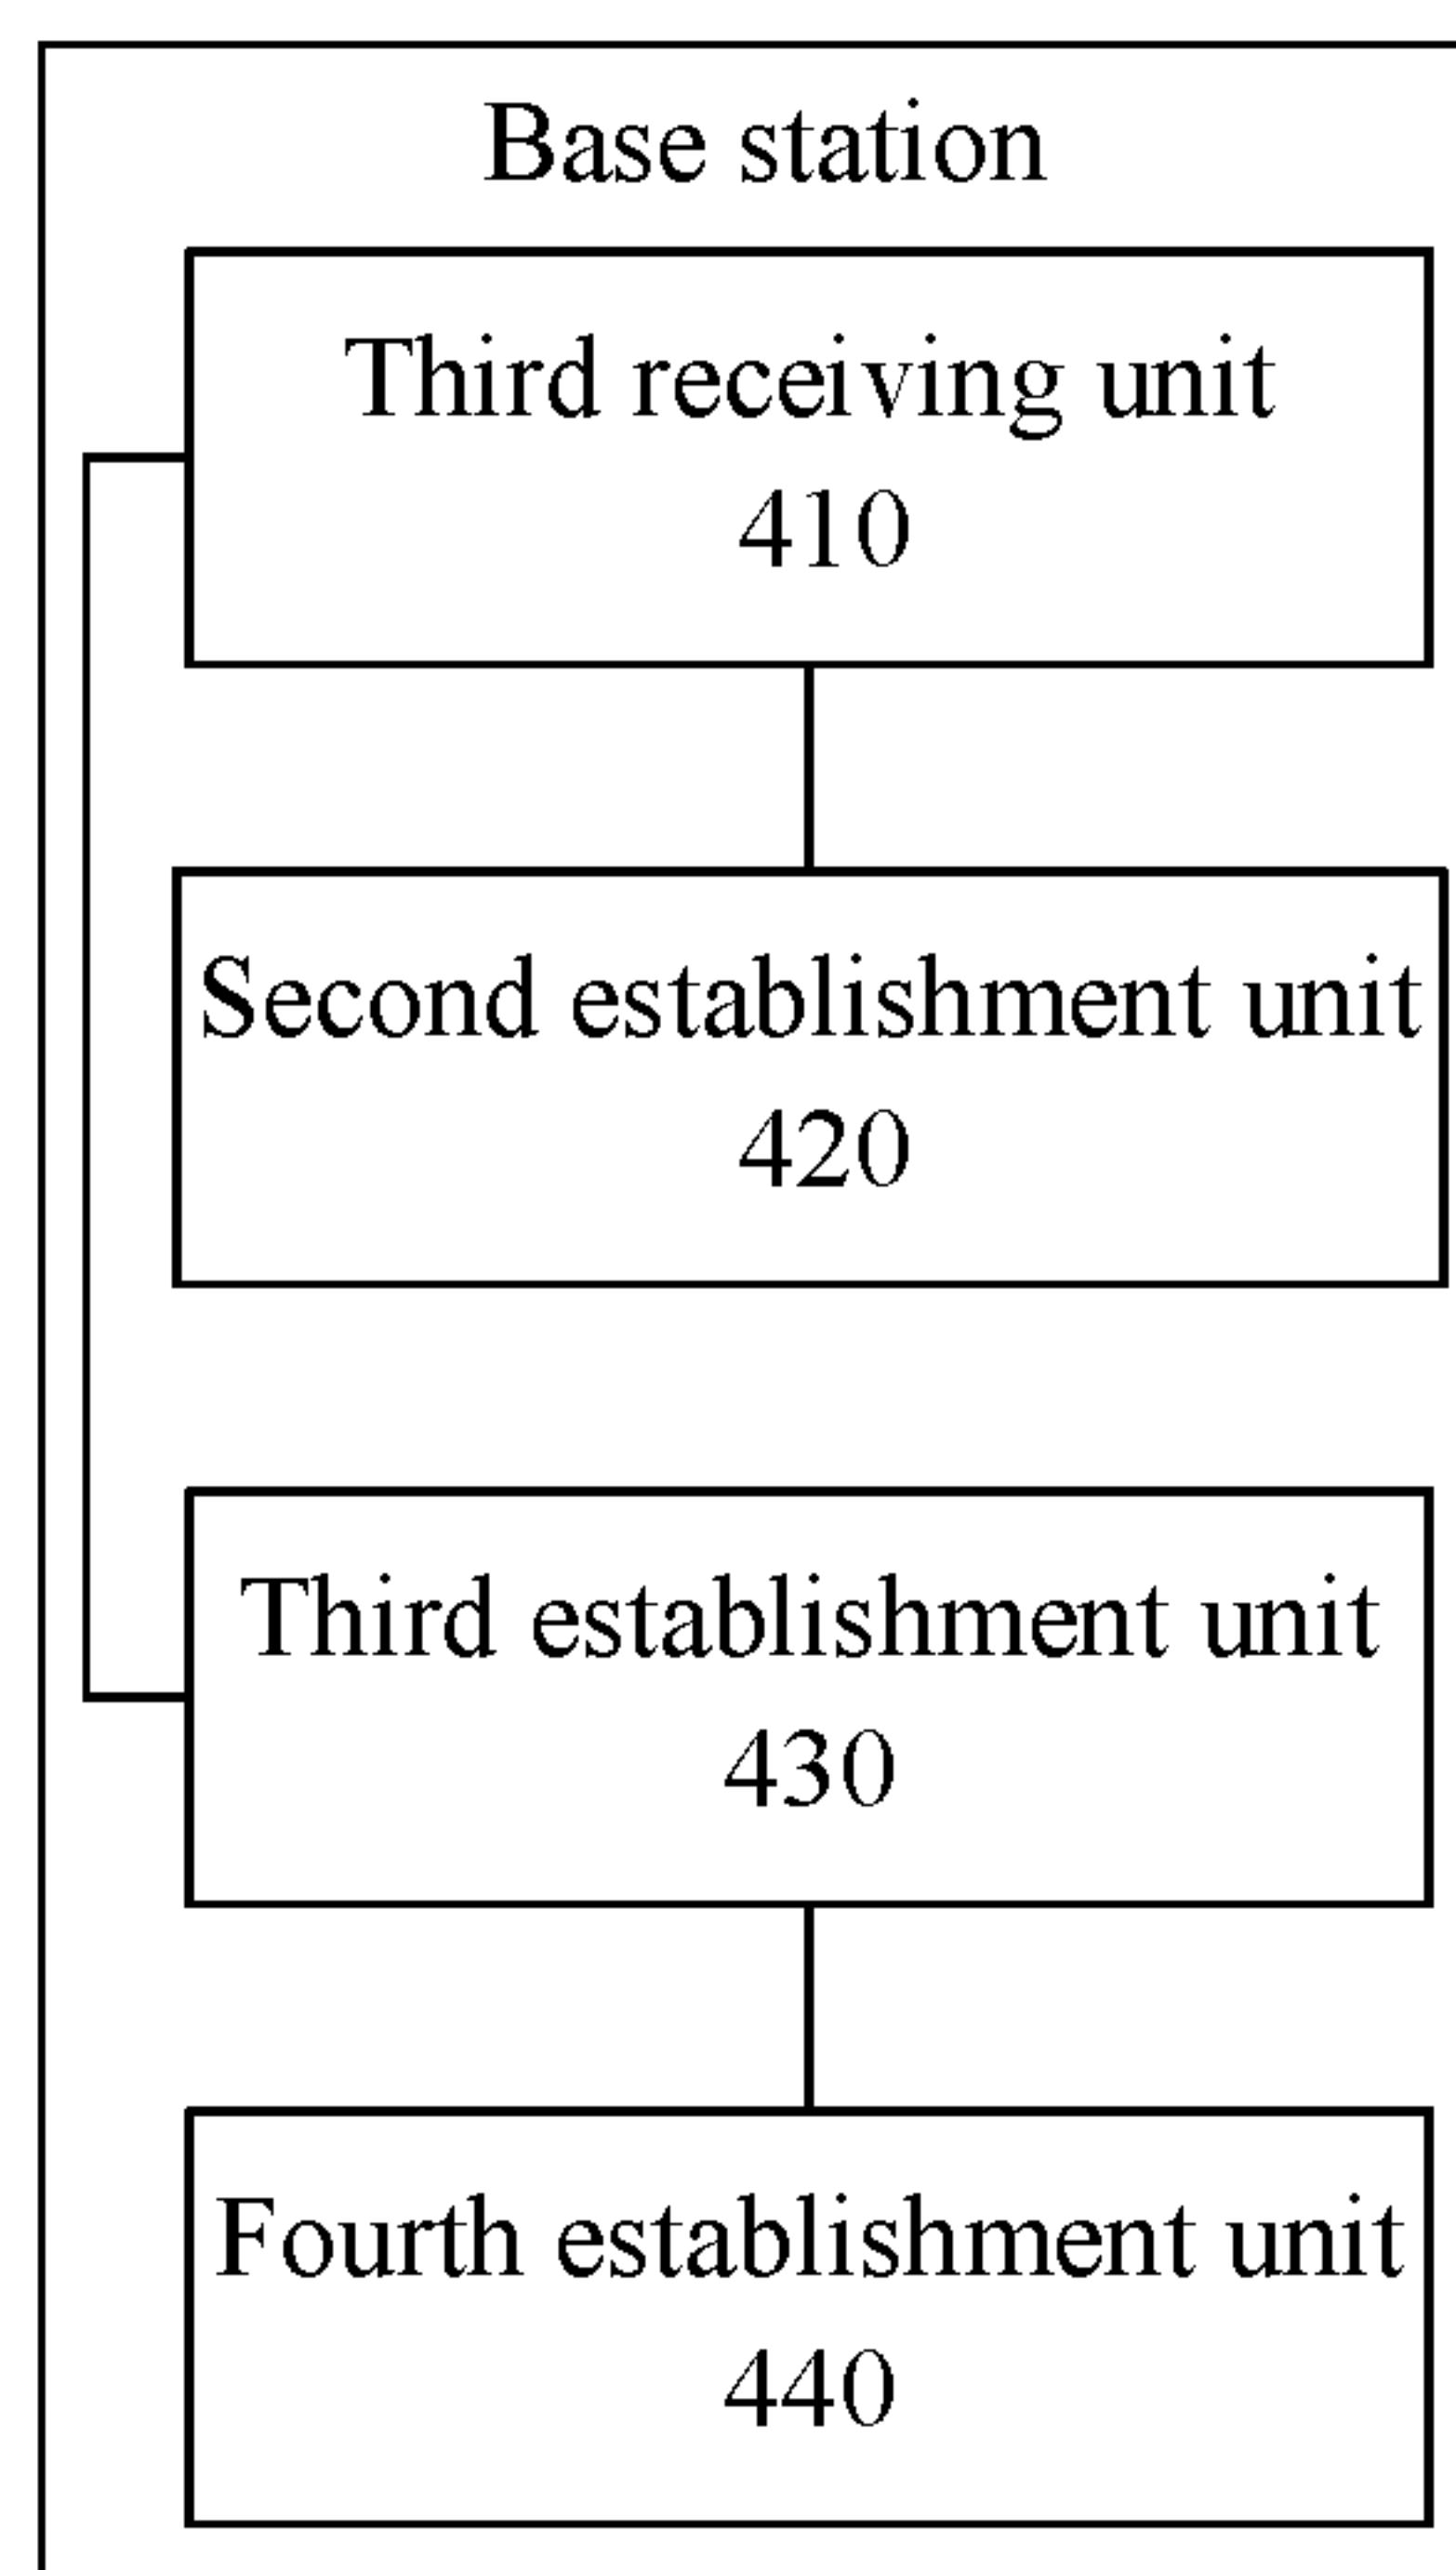 Base station
Third receiving unit
410
Second establishment unit
420
Third establishment unit
430
Fourth establishment unit
440